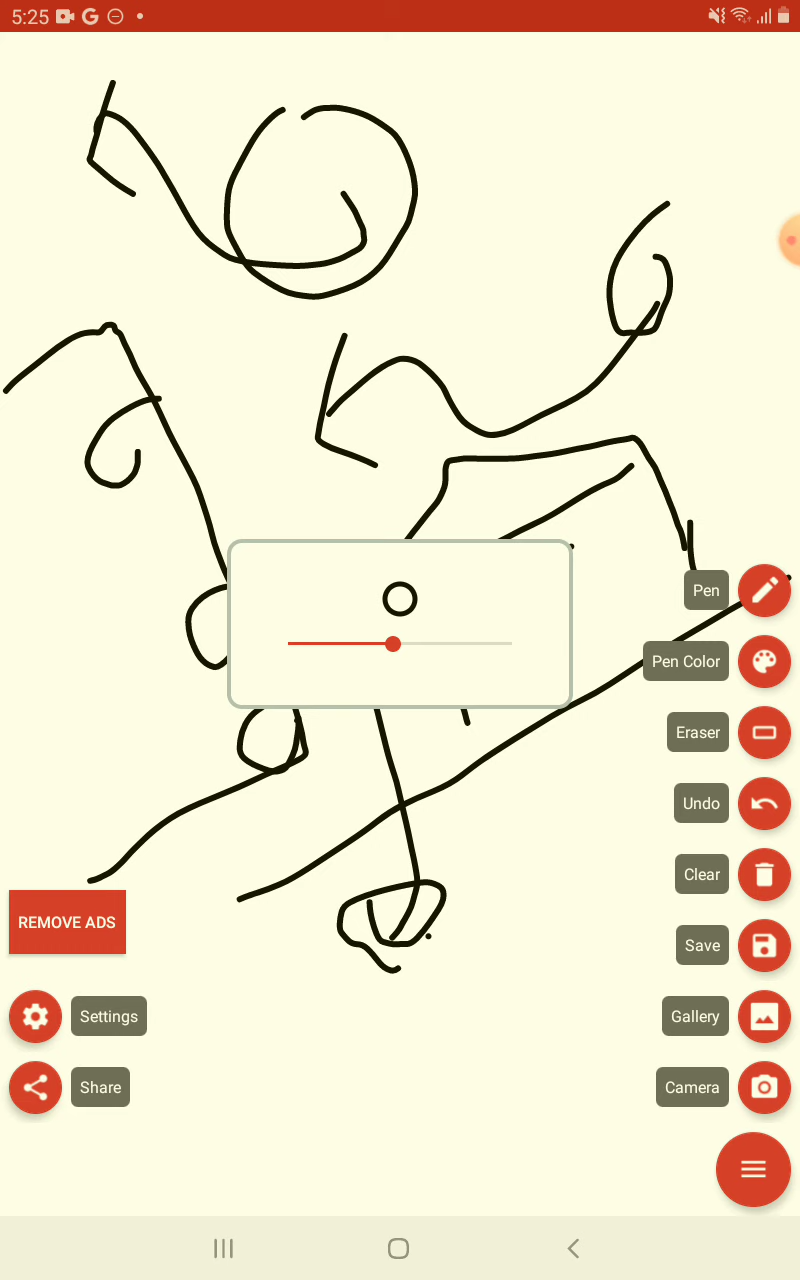 5:25
Pen
Pen Color
Eraser
Undo
Clear
REMOVE ADS
Save
Settings
Gallery
Share
Camera